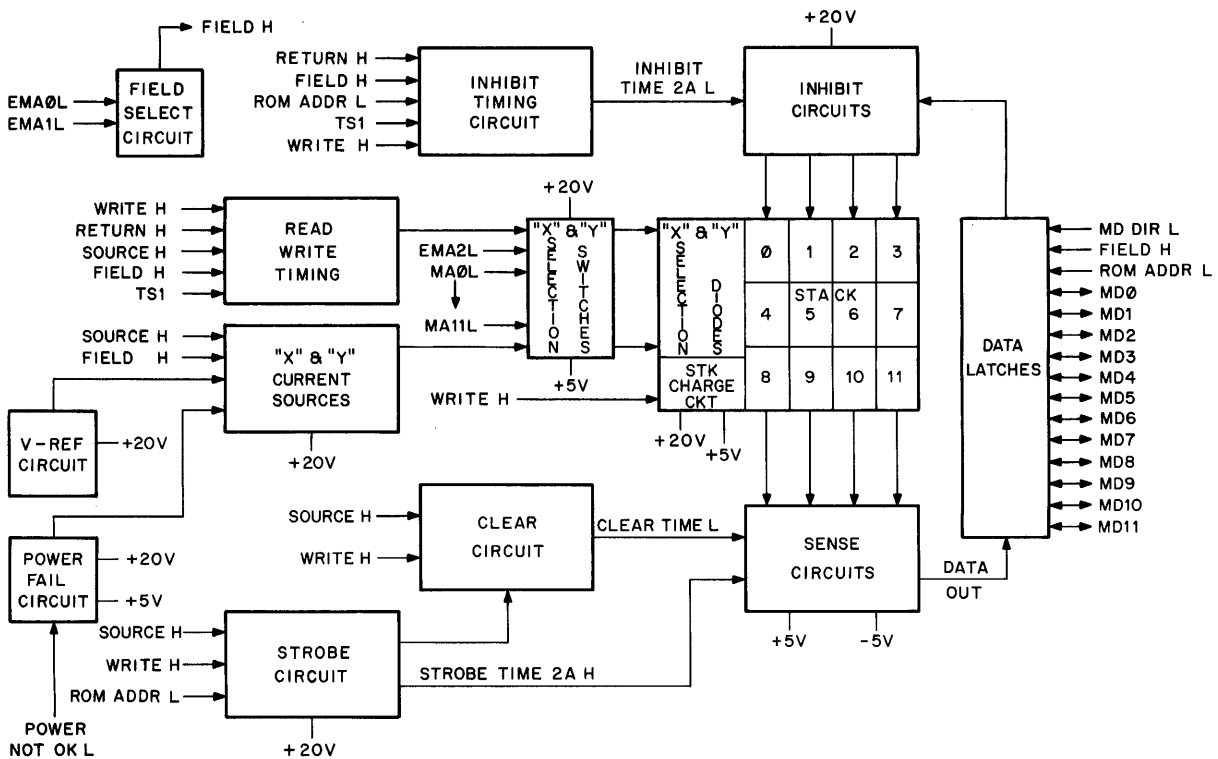 FIELD H
EMAØL
EMA1L
FIELD
SELECT
CIRCUIT
RETURN H
FIELD H
ROM ADDR L
TS1
WRITE H
INHIBIT
TIMING
CIRCUIT
INHIBIT
TIME 2A L
+20V
INHIBIT
CIRCUITS
WRITE H
RETURN H
SOURCE H
FIELD H
TS1
READ
WRITE
TIMING
+20V
EMA2L
MAØL
MA11L
"X" & "Y"
SELECTION
SWITCHES
+5V
"X" & "Y"
SELECTION
DIODES
STK
CHARGE
CKT
WRITE H
+20V
+5V
Ø 1 2 3
STACK
4 5 6 7
8 9 10 11
SOURCE H
FIELD H
"X" & "Y"
CURRENT
SOURCES
+20V
V-REF
CIRCUIT
+20V
POWER
FAIL
CIRCUIT
+20V
+5V
POWER
NOT OK L
SOURCE H
WRITE H
CLEAR
CIRCUIT
CLEAR TIME L
SOURCE H
WRITE H
ROM ADDR L
STROBE
CIRCUIT
+20V
STROBE TIME 2A H
SENSE
CIRCUITS
+5V
-5V
DATA
OUT
DATA
LATCHES
MD DIR L
FIELD H
ROM ADDR L
MDØ
MD1
MD2
MD3
MD4
MD5
MD6
MD7
MD8
MD9
MD10
MD11